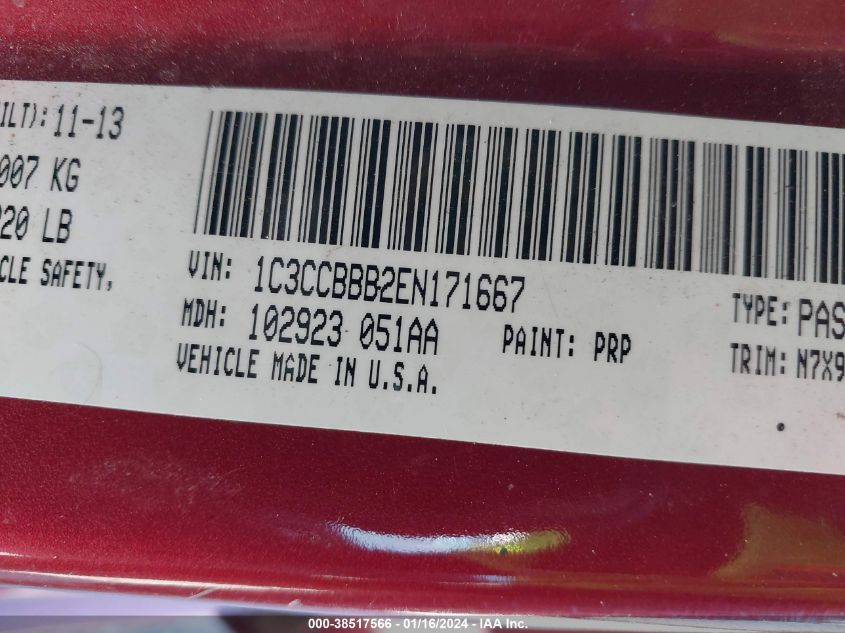 ILT): 11-13
007 KG
220 LB
CLE SAFETY,
VIN: 1C3CCBBB2EN171667
TYPE: PAS
MDH: 102923 051AA
PAINT: PRP
TRIM: N7X9
VEHICLE MADE IN U.S.A.
000-38517566 - 01/16/2024 - IAA Inc.